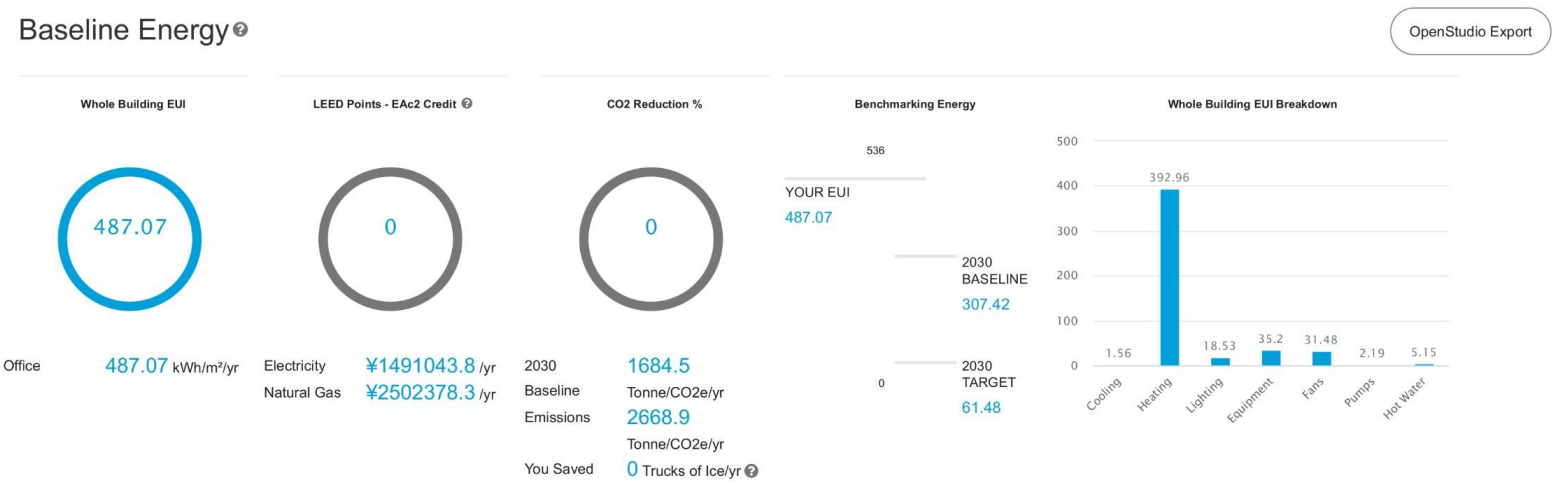 Baseline Energy ?
OpenStudio Export
Whole Building EUI
487.07
Office 487.07 kWh/m²/yr
LEED Points - EAc2 Credit ?
0
Electricity ¥1491043.8 /yr
Natural Gas ¥2502378.3 /yr
CO2 Reduction %
0
2030 1684.5
Baseline Tonne/CO2e/yr
Emissions 2668.9
Tonne/CO2e/yr
You Saved 0 Trucks of Ice/yr ?
Benchmarking Energy
536
YOUR EUI
487.07
2030
BASELINE
307.42
2030
TARGET
0
61.48
Whole Building EUI Breakdown
500
400
300
200
100
0
1.56
392.96
18.53
35.2
31.48
2.19
5.15
Cooling
Heating
Lighting
Equipment
Fans
Pumps
Hot Water